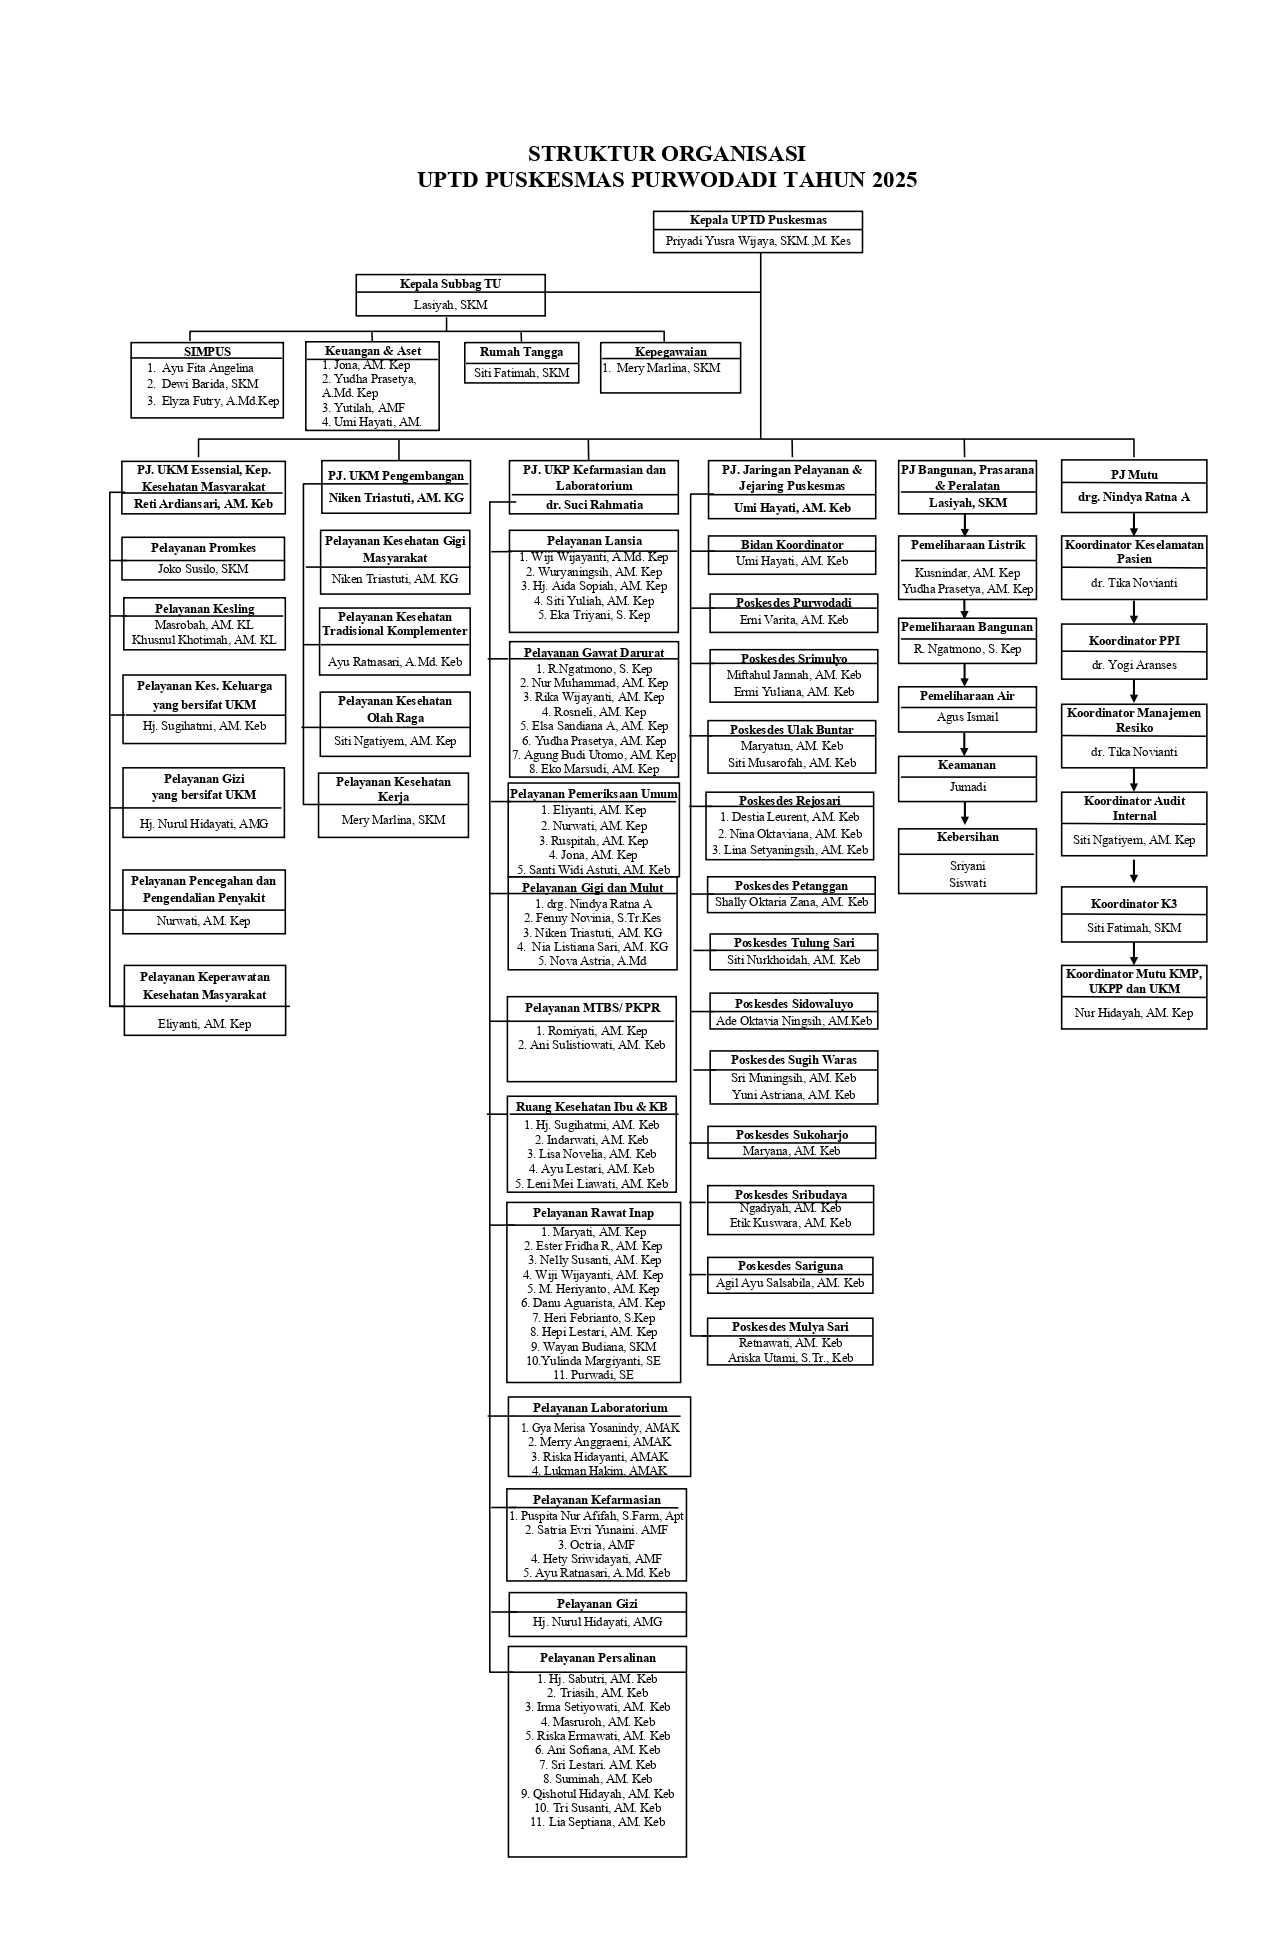 STRUKTUR ORGANISASI
UPTD PUSKESMAS PURWODADI TAHUN 2025
Kepala UPTD Puskesmas
Priyadi Yusra Wijaya, SKM.,M. Kes
Kepala Subbag TU
Lasiyah, SKM
SIMPUS
1. Ayu Fita Angelina
2. Dewi Barida, SKM
3. Elyza Futry, A.Md.Kep
Keuangan & Aset
1. Jona, AM. Kep
2. Yudha Prasetya,
A.Md. Kep
3. Yutilah, AMF
4. Umi Hayati, AM.
Rumah Tangga
Siti Fatimah, SKM
Kepegawaian
1. Mery Marlina, SKM
PJ. UKM Essensial, Kep.
Kesehatan Masyarakat
Reti Ardiansari, AM. Keb
Pelayanan Promkes
Joko Susilo, SKM
Pelayanan Kesling
Masrobah, AM. KL
Khusnul Khotimah, AM. KL
Pelayanan Kes. Keluarga
yang bersifat UKM
Hj. Sugihatmi, AM. Keb
Pelayanan Gizi
yang bersifat UKM
Hj. Nurul Hidayati, AMG
Pelayanan Pencegahan dan
Pengendalian Penyakit
Nurwati, AM. Kep
Pelayanan Keperawatan
Kesehatan Masyarakat
Eliyanti, AM. Kep
PJ. UKM Pengembangan
Niken Triastuti, AM. KG
Pelayanan Kesehatan Gigi
Masyarakat
Niken Triastuti, AM. KG
Pelayanan Kesehatan
Tradisional Komplementer
Ayu Ratnasari, A.Md. Keb
Pelayanan Kesehatan
Olah Raga
Siti Ngatiyem, AM. Kep
Pelayanan Kesehatan
Kerja
Mery Marlina, SKM
PJ. UKP Kefarmasian dan
Laboratorium
dr. Suci Rahmatia
Pelayanan Lansia
1. Wiji Wijayanti, A.Md. Kep
2. Wuryaningsih, AM. Kep
3. Hj. Aida Sopiah, AM. Kep
4. Siti Yuliah, AM. Kep
5. Eka Triyani, S. Kep
Pelayanan Gawat Darurat
1. R.Ngatmono, S. Kep
2. Nur Muhammad, AM. Kep
3. Rika Wijayanti, AM. Kep
4. Rosneli, AM. Kep
5. Elsa Sandiana A, AM. Kep
6. Yudha Prasetya, AM. Kep
7. Agung Budi Utomo, AM. Kep
8. Eko Marsudi, AM. Kep
Pelayanan Pemeriksaan Umum
1. Eliyanti, AM. Kep
2. Nurwati, AM. Kep
3. Ruspitah, AM. Kep
4. Jona, AM. Kep
5. Santi Widi Astuti, AM. Keb
Pelayanan Gigi dan Mulut
1. drg. Nindya Ratna A
2. Fenny Novinia, S.Tr.Kes
3. Niken Triastuti, AM. KG
4. Nia Listiana Sari, AM. KG
5. Nova Astria, A.Md
Pelayanan MTBS/ PKPR
1. Romiyati, AM. Kep
2. Ani Sulistiowati, AM. Keb
Ruang Kesehatan Ibu & KB
1. Hj. Sugihatmi, AM. Keb
2. Indarwati, AM. Keb
3. Lisa Novelia, AM. Keb
4. Ayu Lestari, AM. Keb
5. Leni Mei Liawati, AM. Keb
Pelayanan Rawat Inap
1. Maryati, AM. Kep
2. Ester Fridha R, AM. Kep
3. Nelly Susanti, AM. Kep
4. Wiji Wijayanti, AM. Kep
5. M. Heriyanto, AM. Kep
6. Danu Aguarista, AM. Kep
7. Heri Febrianto, S.Kep
8. Hepi Lestari, AM. Kep
9. Wayan Budiana, SKM
10.Yulinda Margiyanti, SE
11. Purwadi, SE
Pelayanan Laboratorium
1. Gya Merisa Yosanindy, AMAK
2. Merry Anggraeni, AMAK
3. Riska Hidayanti, AMAK
4. Lukman Hakim, AMAK
Pelayanan Kefarmasian
1. Puspita Nur Afifah, S.Farm, Apt
2. Satria Evri Yunaini. AMF
3. Octria, AMF
4. Hety Sriwidayati, AMF
5. Ayu Ratnasari, A.Md. Keb
Pelayanan Gizi
Hj. Nurul Hidayati, AMG
Pelayanan Persalinan
1. Hj. Sabutri, AM. Keb
2. Triasih, AM. Keb
3. Irma Setiyowati, AM. Keb
4. Masruroh, AM. Keb
5. Riska Ermawati, AM. Keb
6. Ani Sofiana, AM. Keb
7. Sri Lestari. AM. Keb
8. Suminah, AM. Keb
9. Qishotul Hidayah, AM. Keb
10. Tri Susanti, AM. Keb
11. Lia Septiana, AM. Keb
PJ. Jaringan Pelayanan &
Jejaring Puskesmas
Umi Hayati, AM. Keb
Bidan Koordinator
Umi Hayati, AM. Keb
Poskesdes Purwodadi
Erni Varita, AM. Keb
Poskesdes Srimulyo
Miftahul Jannah, AM. Keb
Ermi Yuliana, AM. Keb
Poskesdes Ulak Buntar
Maryatun, AM. Keb
Siti Musarofah, AM. Keb
Poskesdes Rejosari
1. Destia Leurent, AM. Keb
2. Nina Oktaviana, AM. Keb
3. Lina Setyaningsih, AM. Keb
Poskesdes Petanggan
Shally Oktaria Zana, AM. Keb
Poskesdes Tulung Sari
Siti Nurkhoidah, AM. Keb
Poskesdes Sidowaluyo
Ade Oktavia Ningsih, AM.Keb
Poskesdes Sugih Waras
Sri Muningsih, AM. Keb
Yuni Astriana, AM. Keb
Poskesdes Sukoharjo
Maryana, AM. Keb
Poskesdes Sribudaya
Ngadiyah, AM. Keb
Etik Kuswara, AM. Keb
Poskesdes Sariguna
Agil Ayu Salsabila, AM. Keb
Poskesdes Mulya Sari
Retnawati, AM. Keb
Ariska Utami, S.Tr., Keb
PJ Bangunan, Prasarana
& Peralatan
Lasiyah, SKM
Pemeliharaan Listrik
Kusnindar, AM. Kep
Yudha Prasetya, AM. Kep
Pemeliharaan Bangunan
R. Ngatmono, S. Kep
Pemeliharaan Air
Agus Ismail
Keamanan
Jumadi
Kebersihan
Sriyani
Siswati
PJ Mutu
drg. Nindya Ratna A
Koordinator Keselamatan
Pasien
dr. Tika Novianti
Koordinator PPI
dr. Yogi Aranses
Koordinator Manajemen
Resiko
dr. Tika Novianti
Koordinator Audit
Internal
Siti Ngatiyem, AM. Kep
Koordinator K3
Siti Fatimah, SKM
Koordinator Mutu KMP,
UKPP dan UKM
Nur Hidayah, AM. Kep